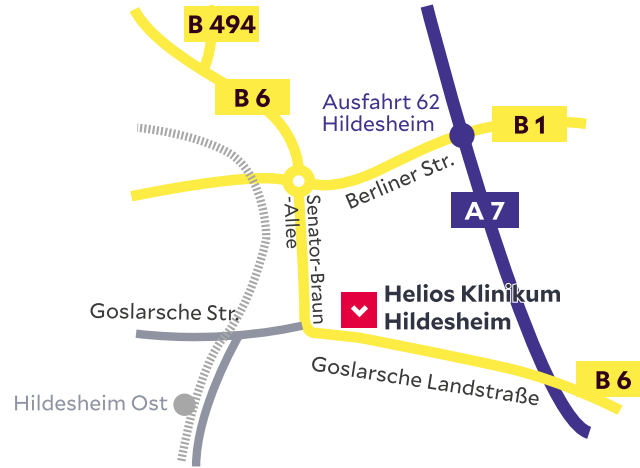 B 494
B 6
Ausfahrt 62
Hildesheim
B 1
Berliner Str.
A 7
Senator-Braun
-Allee
Helios Klinikum
Hildesheim
Goslarsche Str.
Goslarsche Landstraße
B 6
Hildesheim Ost